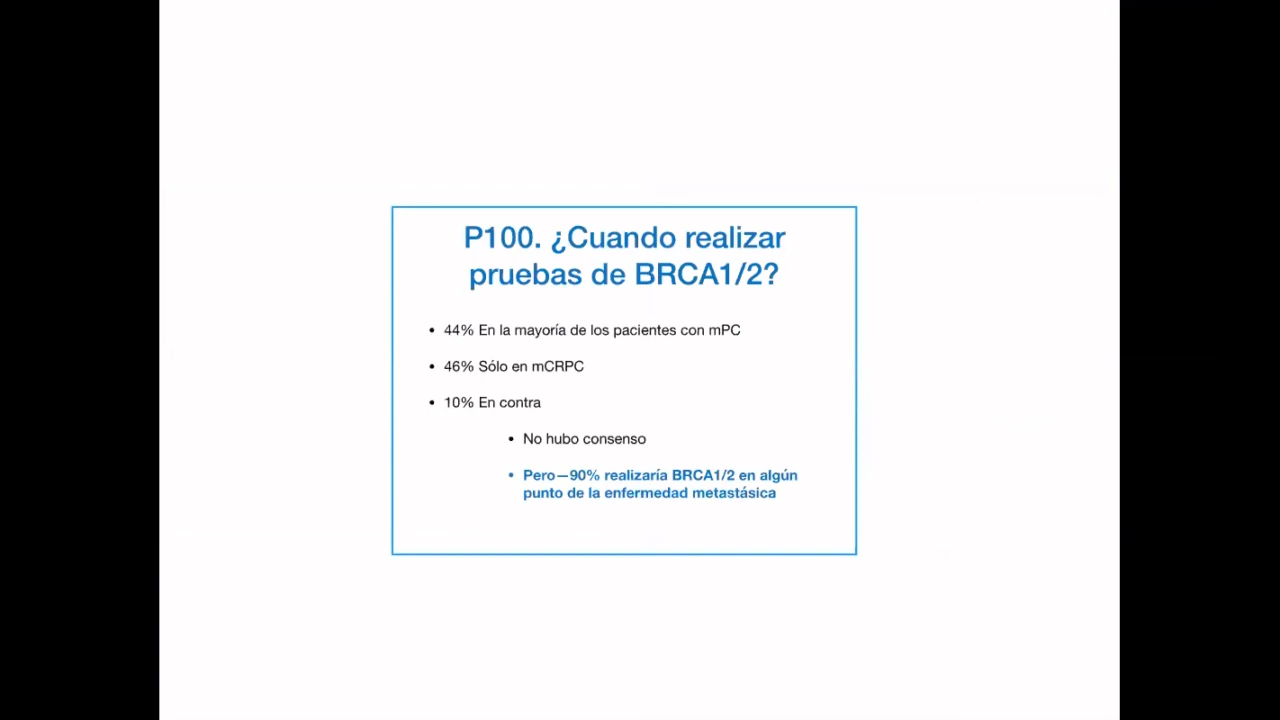 P100. ¿Cuando realizar
pruebas de BRCA1/2?
• 44% En la mayoría de los pacientes con mPC
• 46% Sólo en mCRPC
• 10% En contra
• No hubo consenso
• Pero—90% realizaría BRCA1/2 en algún
punto de la enfermedad metastásica